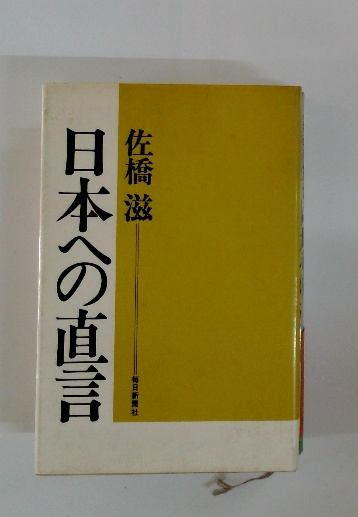 日本への直言
佐橋 滋
毎日新聞社